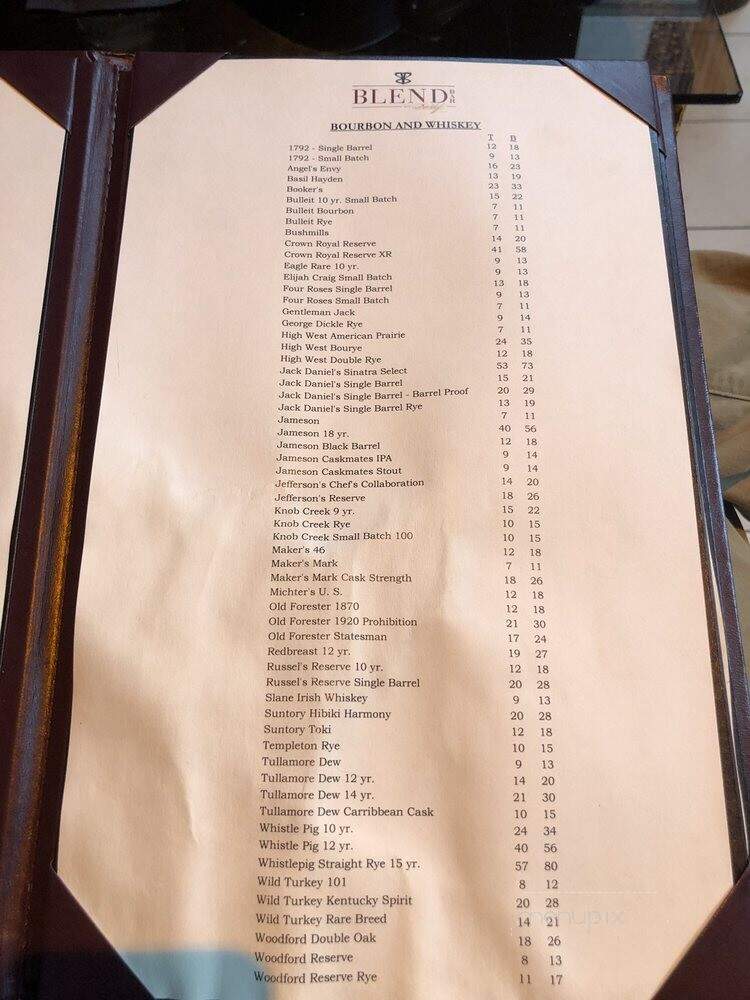 BLEND BAR
BOURBON AND WHISKEY
T B
1792 - Single Barrel 12 18
1792 - Small Batch 9 13
Angel's Envy 16 23
Basil Hayden 13 19
Booker's 23 33
Bulleit 10 yr. Small Batch 15 22
Bulleit Bourbon 7 11
Bulleit Rye 7 11
Bushmills 7 11
Crown Royal Reserve 14 20
Crown Royal Reserve XR 41 58
Eagle Rare 10 yr. 9 13
Elijah Craig Small Batch 9 13
Four Roses Single Barrel 13 18
Four Roses Small Batch 9 13
Gentleman Jack 7 11
George Dickle Rye 9 14
High West American Prairie 7 11
High West Bourye 24 35
High West Double Rye 12 18
Jack Daniel's Sinatra Select 53 73
Jack Daniel's Single Barrel 15 21
Jack Daniel's Single Barrel - Barrel Proof 20 29
Jack Daniel's Single Barrel Rye 13 19
Jameson 7 11
Jameson 18 yr. 40 56
Jameson Black Barrel 12 18
Jameson Caskmates IPA 9 14
Jameson Caskmates Stout 9 14
Jefferson's Chef's Collaboration 14 20
Jefferson's Reserve 18 26
Knob Creek 9 yr. 15 22
Knob Creek Rye 10 15
Knob Creek Small Batch 100 10 15
Maker's 46 12 18
Maker's Mark 7 11
Maker's Mark Cask Strength 18 26
Michter's U. S. 12 18
Old Forester 1870 12 18
Old Forester 1920 Prohibition 21 30
Old Forester Statesman 17 24
Redbreast 12 yr. 19 27
Russel's Reserve 10 yr. 12 18
Russel's Reserve Single Barrel 20 28
Slane Irish Whiskey 9 13
Suntory Hibiki Harmony 20 28
Suntory Toki 12 18
Templeton Rye 10 15
Tullamore Dew 9 13
Tullamore Dew 12 yr. 14 20
Tullamore Dew 14 yr. 21 30
Tullamore Dew Carribbean Cask 10 15
Whistle Pig 10 yr. 24 34
Whistle Pig 12 yr. 40 56
Whistlepig Straight Rye 15 yr. 57 80
Wild Turkey 101 8 12
Wild Turkey Kentucky Spirit 20 28
Wild Turkey Rare Breed 14 21
Woodford Double Oak 18 26
Woodford Reserve 8 13
Woodford Reserve Rye 11 17
menupix